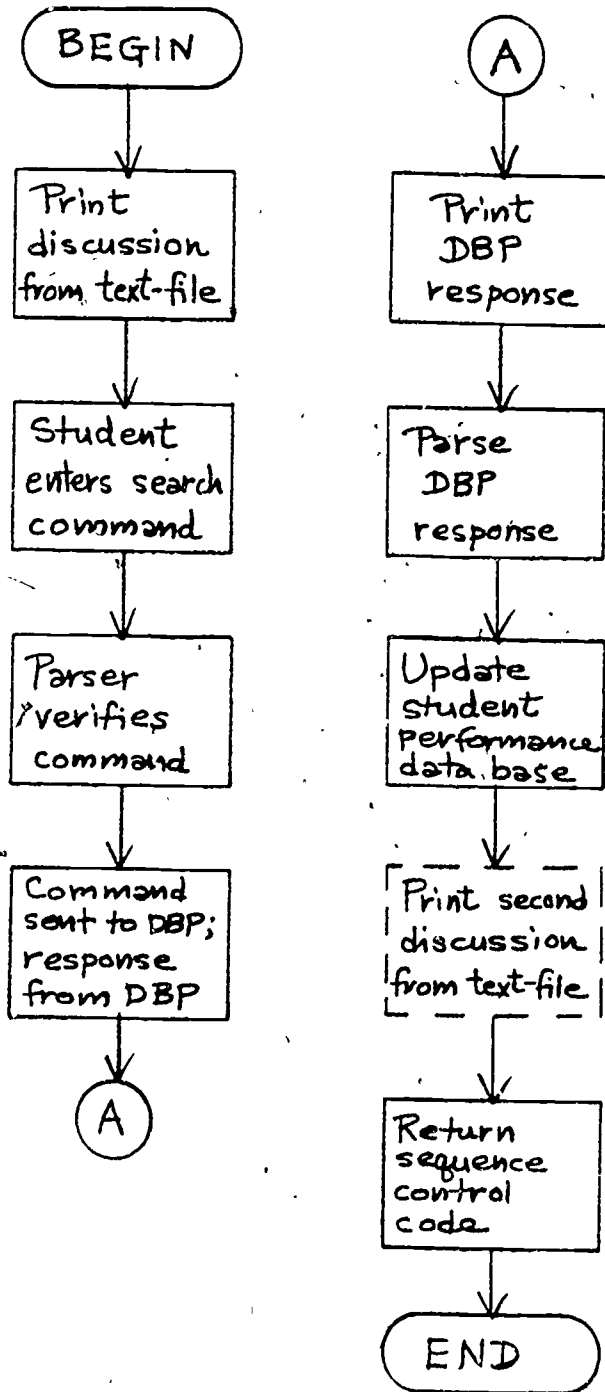 BEGIN
Print
discussion
from text-file
Student
enters search
command
Parser
verifies
command
Command
sent to DBP;
response
from DBP
A
A
Print
DBP
response
Parse
DBP
response
Update
student
performance
data base
Print second
discussion
from text-file
Return
sequence
control
code
END